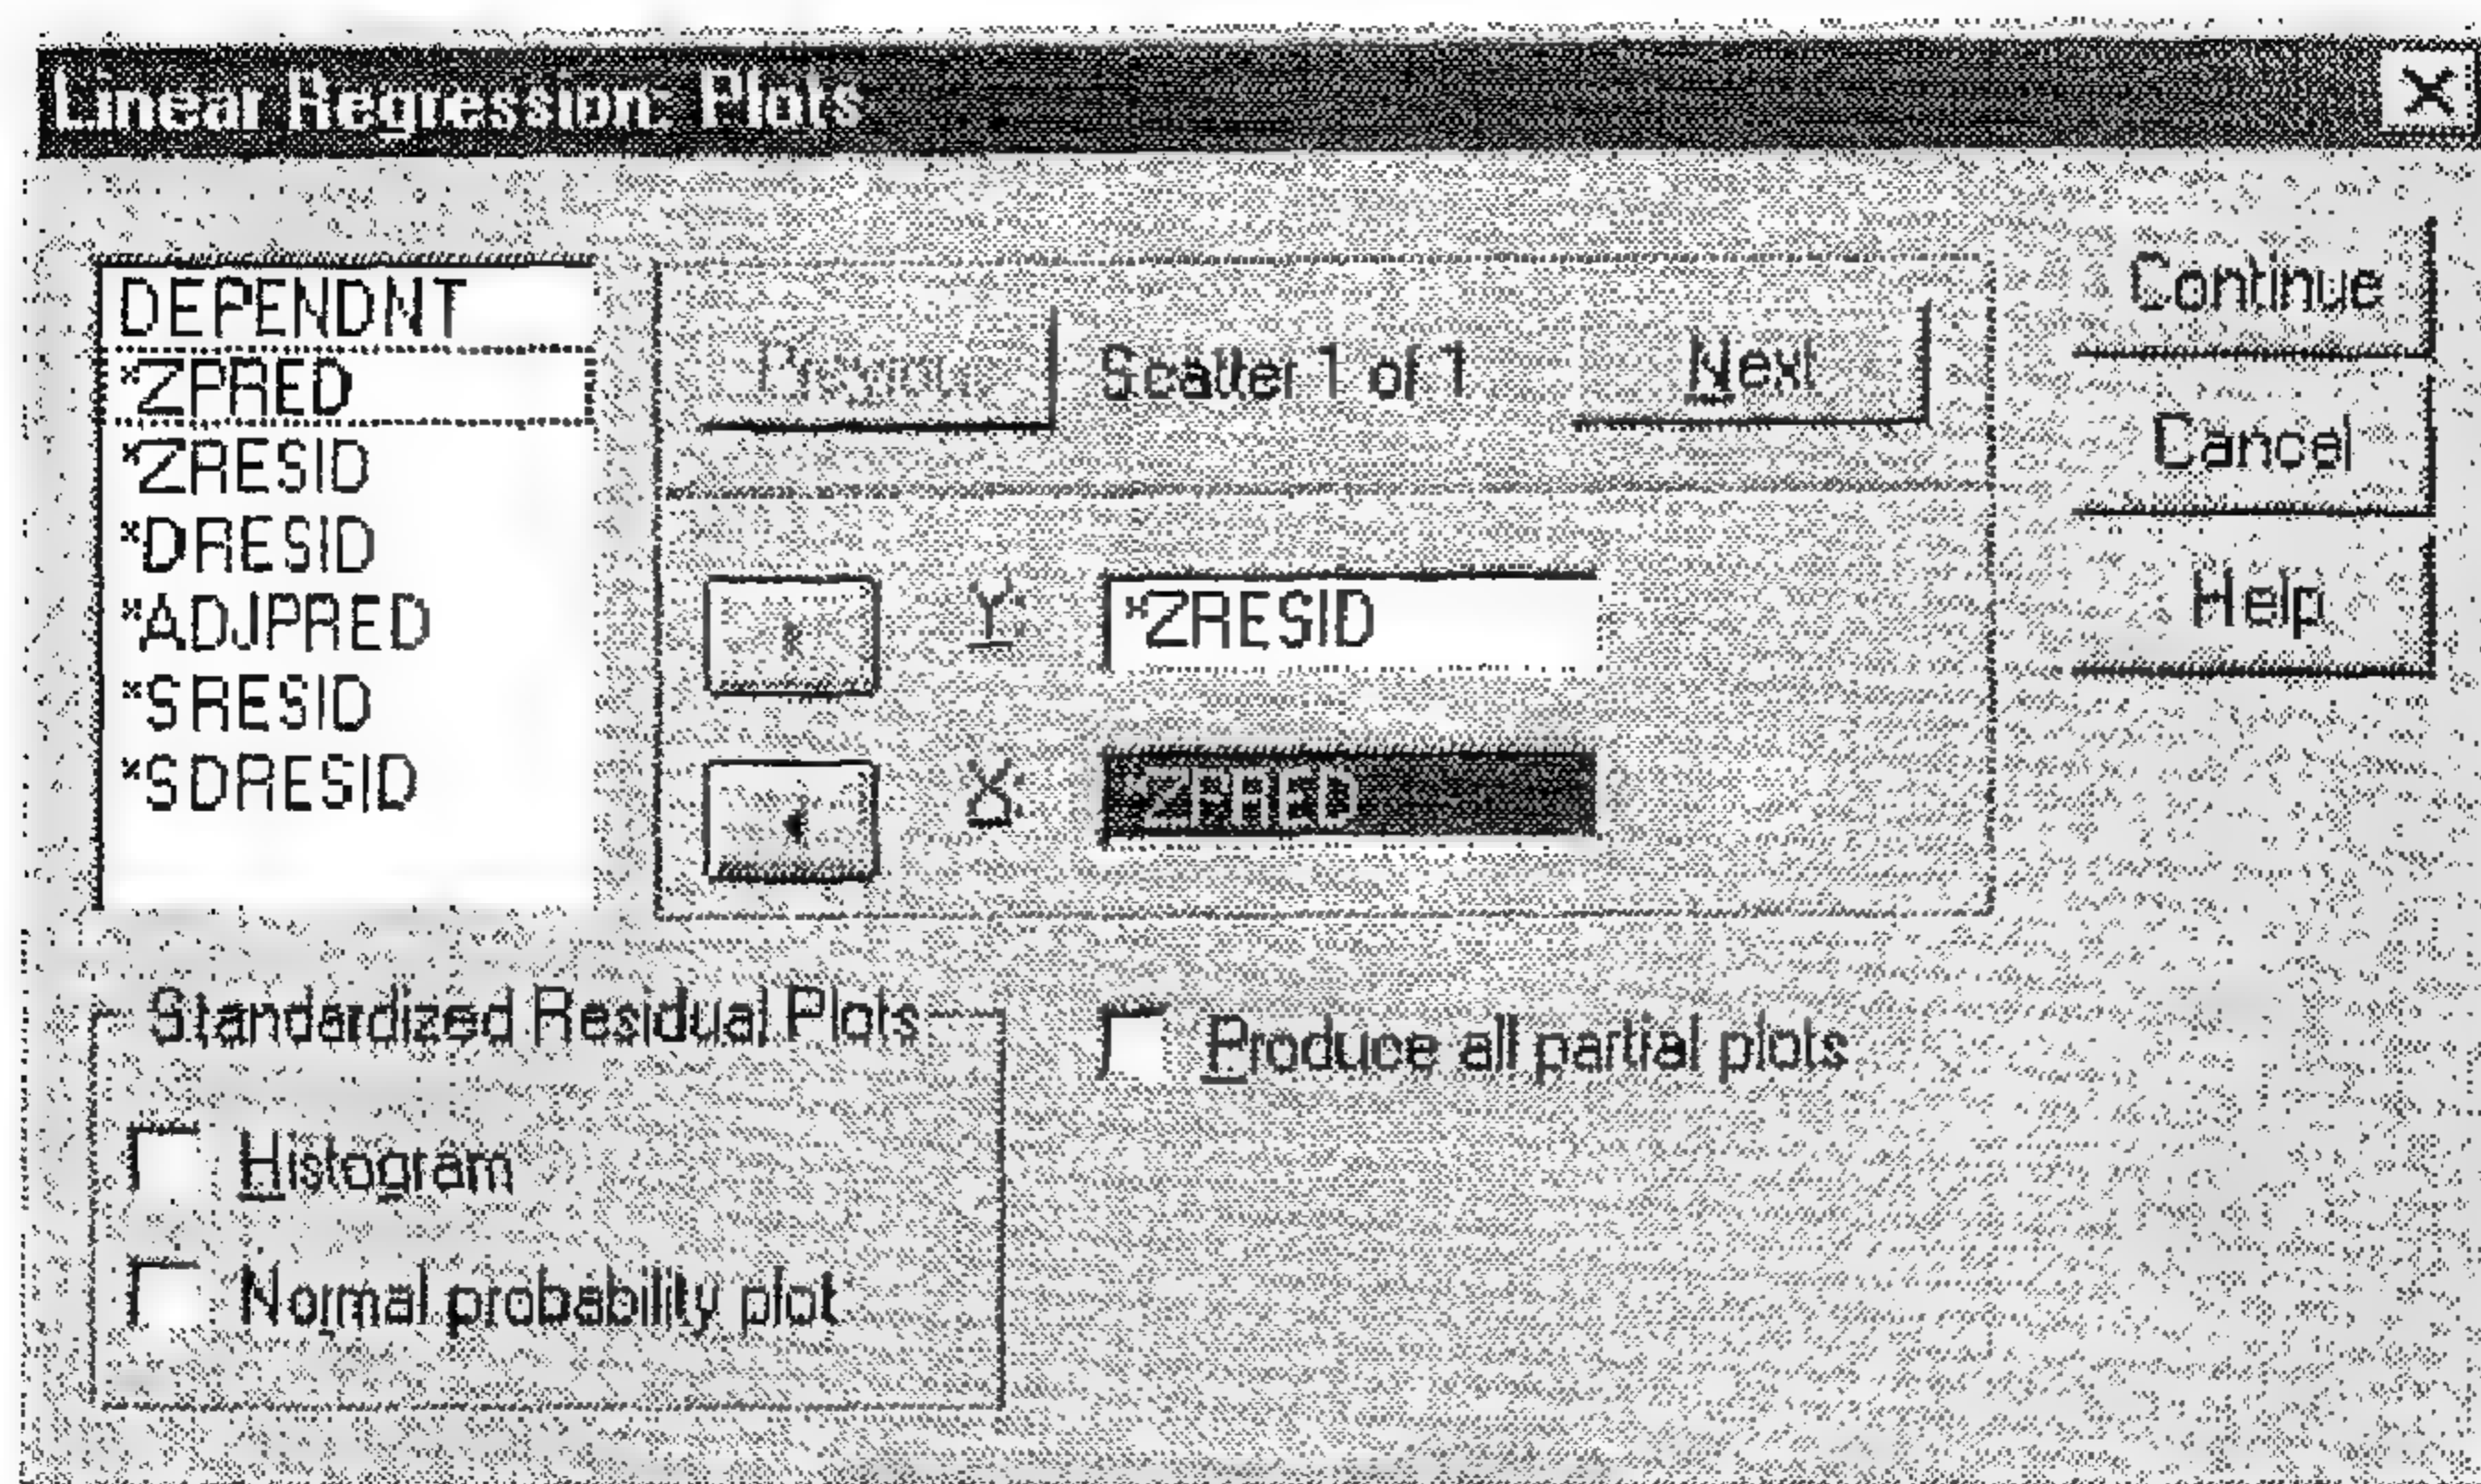 Linear Regression: Plots
DEPENDNT
*ZPRED
*ZRESID
*DRESID
*ADJPRED
*SRESID
*SDRESID
Previous
Scatter 1 of 1
Next
Y:
*ZRESID
X:
*ZPRED
Continue
Cancel
Help
Standardized Residual Plots
Histogram
Normal probability plot
Produce all partial plots